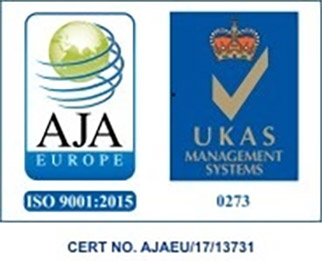 AJA
EUROPE
ISO 9001:2015
UKAS
MANAGEMENT
SYSTEMS
0273
CERT NO. AJAEU/17/13731